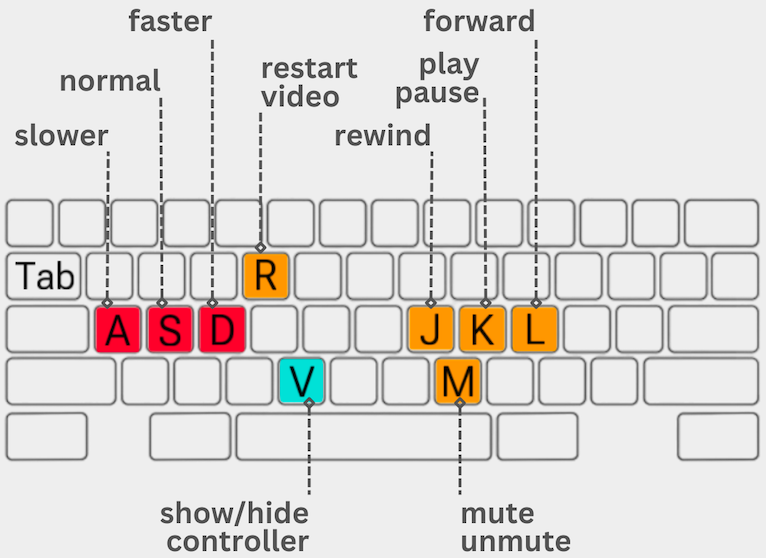 faster
forward
normal
restart
video
play
pause
slower
rewind
Tab
R
A S D
J K L
V
M
show/hide
controller
mute
unmute